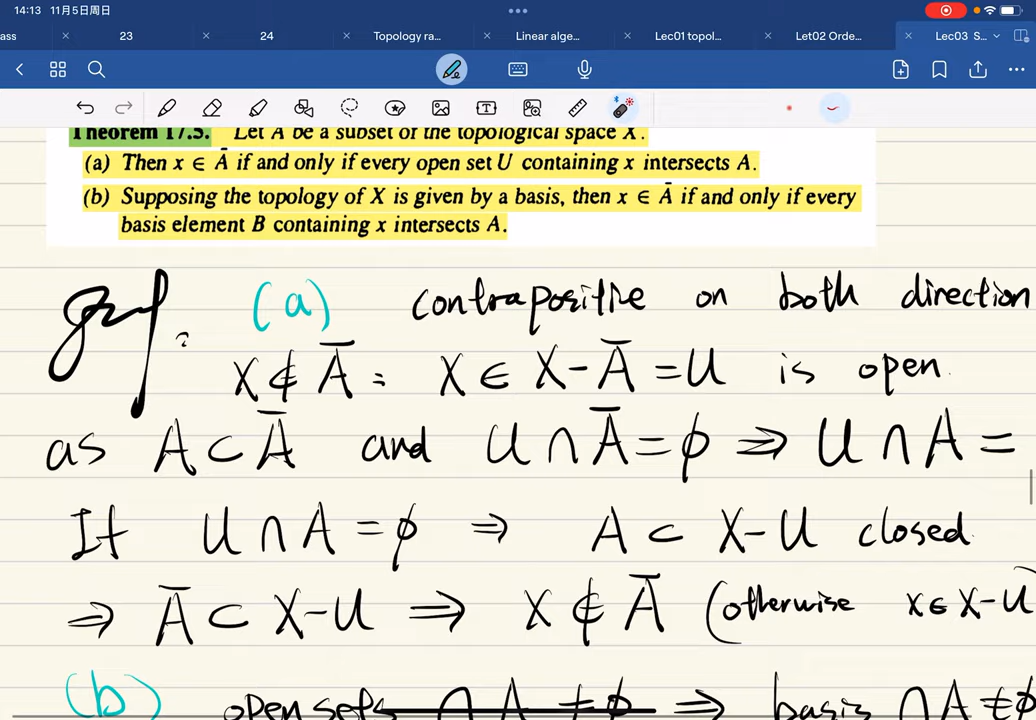 14:13 11月5日周日
ass 23 24 Topology ra... Linear alge... Lec01 topol... Let02 Orde... Lec03 S...
Theorem 17.5. Let A be a subset of the topological space X.
(a) Then x ∈ Ā if and only if every open set U containing x intersects A.
(b) Supposing the topology of X is given by a basis, then x ∈ Ā if and only if every
basis element B containing x intersects A.
(a) contrapositie on both direction
X ∉ Ā : X ∈ X - Ā = U is open.
as A ⊂ Ā and U ∩ Ā = ϕ ⇒ U ∩ A =
If U ∩ A = ϕ ⇒ A ⊂ X - U closed.
⇒ Ā ⊂ X - U ⇒ X ∉ Ā (otherwise x ∈ X - U
(b) open sets ∩ A ≠ ϕ ⇒ basis ∩ A ≠ ϕ